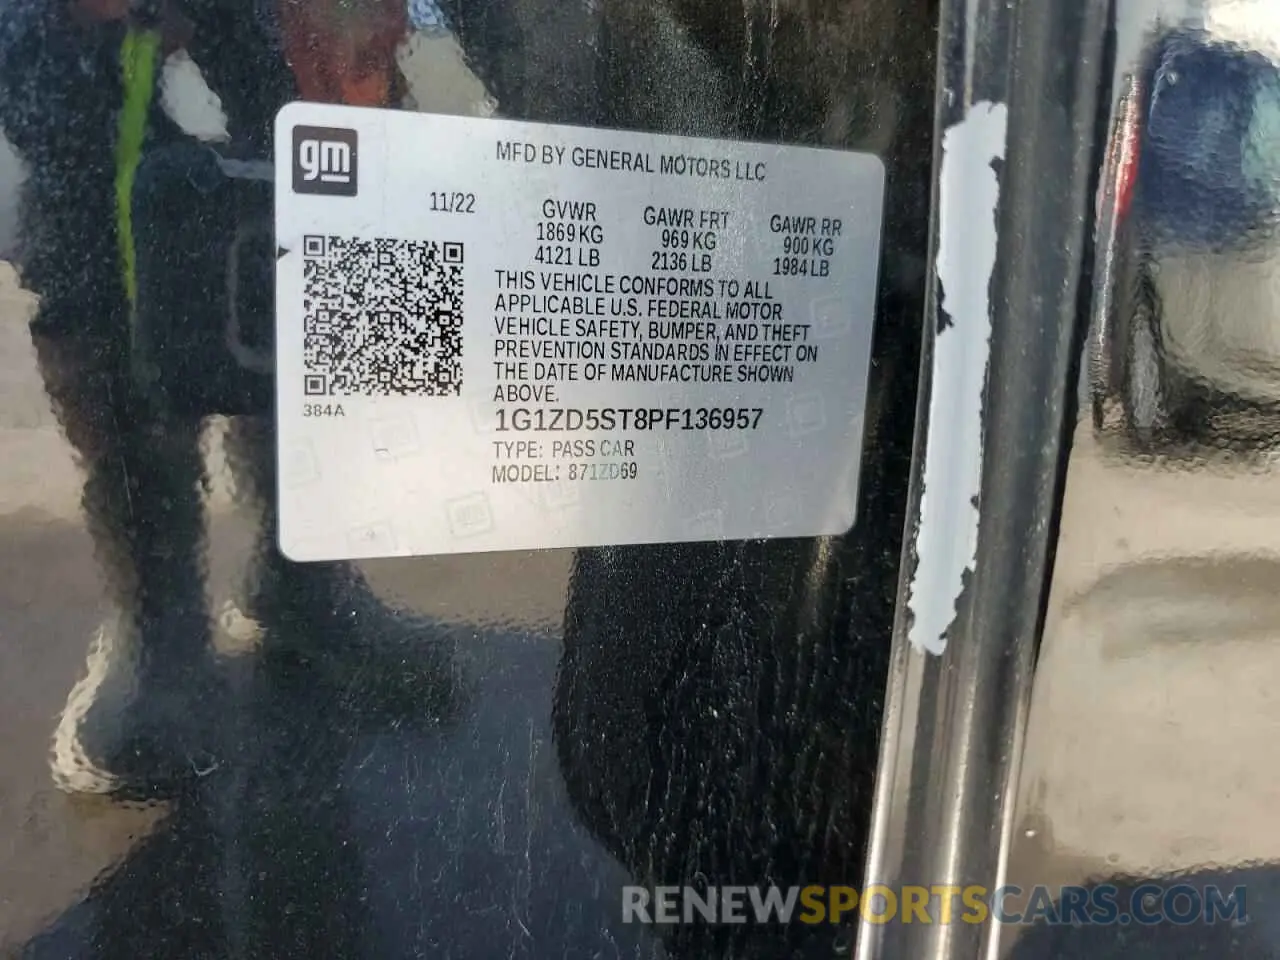 gm
MFD BY GENERAL MOTORS LLC
11/22
GVWR
1869 KG
4121 LB
GAWR FRT
969 KG
2136 LB
GAWR RR
900 KG
1984 LB
THIS VEHICLE CONFORMS TO ALL
APPLICABLE U.S. FEDERAL MOTOR
VEHICLE SAFETY, BUMPER, AND THEFT
PREVENTION STANDARDS IN EFFECT ON
THE DATE OF MANUFACTURE SHOWN
ABOVE.
384A
1G1ZD5ST8PF136957
TYPE: PASS CAR
MODEL: 871ZD69
RENEWSPORTSCARS.COM